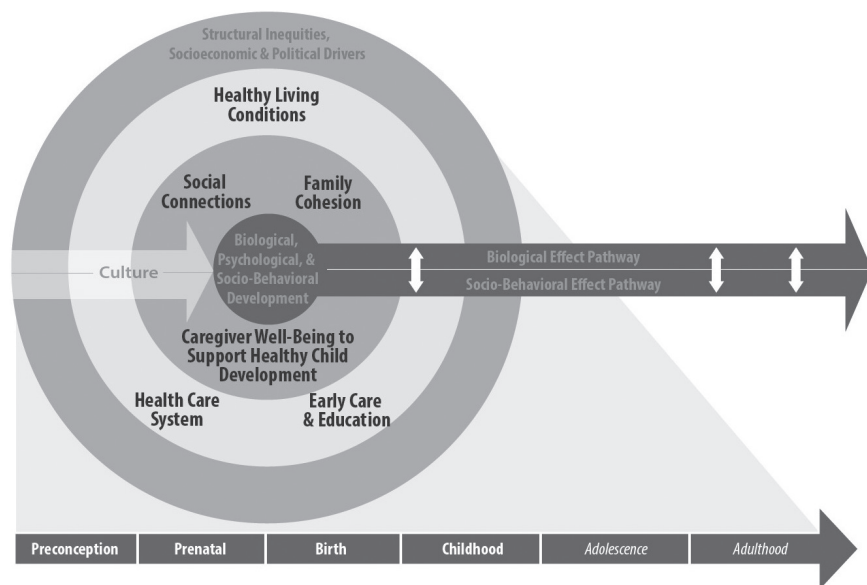 Structural Inequities,
Socioeconomic & Political Drivers
Healthy Living
Conditions
Social
Connections
Family
Cohesion
Culture
Biological,
Psychological, &
Socio-Behavioral
Development
Biological Effect Pathway
Socio-Behavioral Effect Pathway
Caregiver Well-Being to
Support Healthy Child
Development
Health Care
System
Early Care
& Education
Preconception
Prenatal
Birth
Childhood
Adolescence
Adulthood